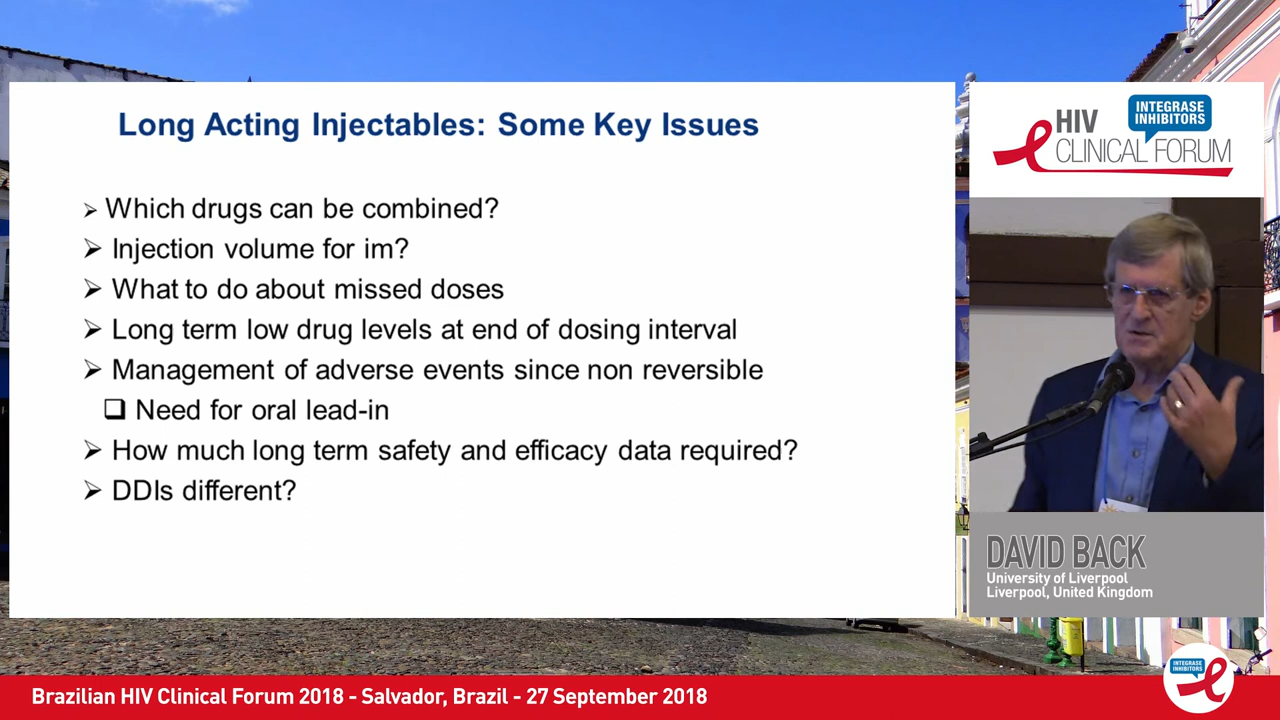 Long Acting Injectables: Some Key Issues
➢ Which drugs can be combined?
➢ Injection volume for im?
➢ What to do about missed doses
➢ Long term low drug levels at end of dosing interval
➢ Management of adverse events since non reversible
❑ Need for oral lead-in
➢ How much long term safety and efficacy data required?
➢ DDIs different?
HIV
INTEGRASE
INHIBITORS
CLINICAL FORUM
DAVID BACK
University of Liverpool
Liverpool, United Kingdom
Brazilian HIV Clinical Forum 2018 - Salvador, Brazil - 27 September 2018
INTEGRASE
INHIBITORS